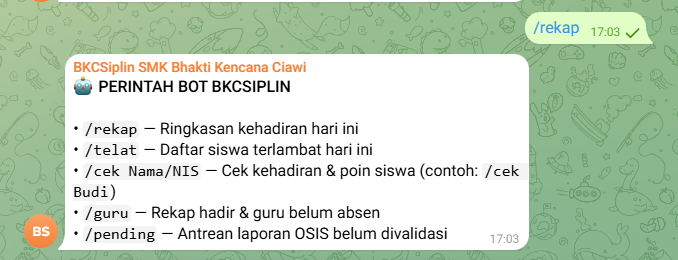 /rekap 17:03
BKCSiplin SMK Bhakti Kencana Ciawi
🤖 PERINTAH BOT BKCSIPLIN
• /rekap — Ringkasan kehadiran hari ini
• /telat — Daftar siswa terlambat hari ini
• /cek Nama/NIS — Cek kehadiran & poin siswa (contoh: /cek
Budi)
• /guru — Rekap hadir & guru belum absen
• /pending — Antrean laporan OSIS belum divalidasi
BS
17:03